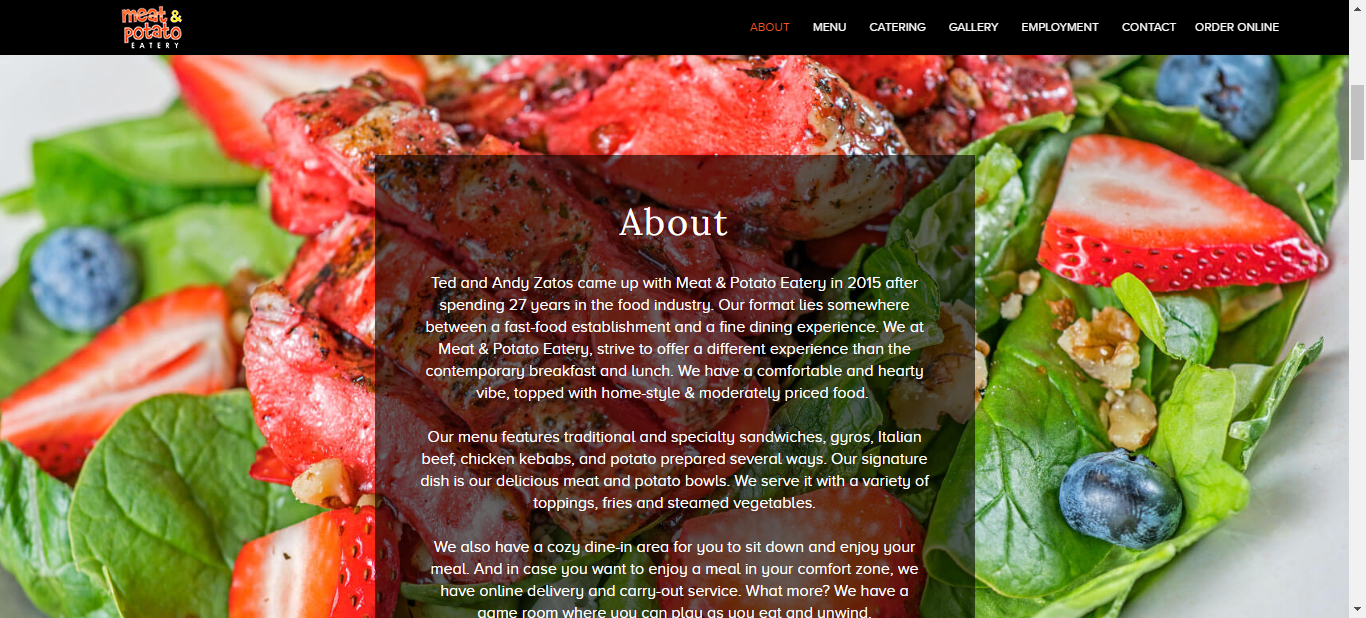 meat &
potato
EATERY
ABOUT MENU CATERING GALLERY EMPLOYMENT CONTACT ORDER ONLINE
About
Ted and Andy Zatos came up with Meat & Potato Eatery in 2015 after
spending 27 years in the food industry. Our format lies somewhere
between a fast-food establishment and a fine dining experience. We at
Meat & Potato Eatery, strive to offer a different experience than the
contemporary breakfast and lunch. We have a comfortable and hearty
vibe, topped with home-style & moderately priced food.
Our menu features traditional and specialty sandwiches, gyros, Italian
beef, chicken kebabs, and potato prepared several ways. Our signature
dish is our delicious meat and potato bowls. We serve it with a variety of
toppings, fries and steamed vegetables.
We also have a cozy dine-in area for you to sit down and enjoy your
meal. And in case you want to enjoy a meal in your comfort zone, we
have online delivery and carry-out service. What more? We have a
game room where you can play as you eat and unwind.